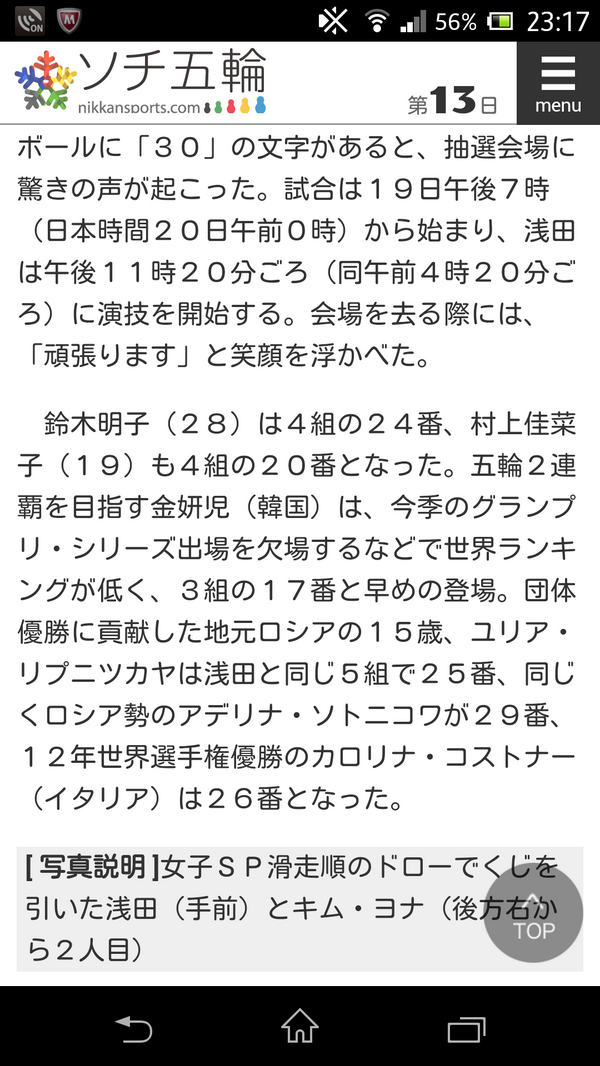 ON
56%
23:17
ソチ五輪
nikkansports.com
第13日
menu
ボールに「３０」の文字があると、抽選会場に
驚きの声が起こった。試合は１９日午後７時
（日本時間２０日午前０時）から始まり、浅田
は午後１１時２０分ごろ（同午前４時２０分ご
ろ）に演技を開始する。会場を去る際には、
「頑張ります」と笑顔を浮かべた。
鈴木明子（２８）は４組の２４番、村上佳菜
子（１９）も４組の２０番となった。五輪２連
覇を目指す金妍児（韓国）は、今季のグランプ
リ・シリーズ出場を欠場するなどで世界ランキ
ングが低く、３組の１７番と早めの登場。団体
優勝に貢献した地元ロシアの１５歳、ユリア・
リプニツカヤは浅田と同じ５組で２５番、同じ
くロシア勢のアデリナ・ソトニコワが２９番、
１２年世界選手権優勝のカロリナ・コストナー
（イタリア）は２６番となった。
[ 写真説明 ]女子ＳＰ滑走順のドローでくじを
引いた浅田（手前）とキム・ヨナ（後方右か
ら２人目）
TOP